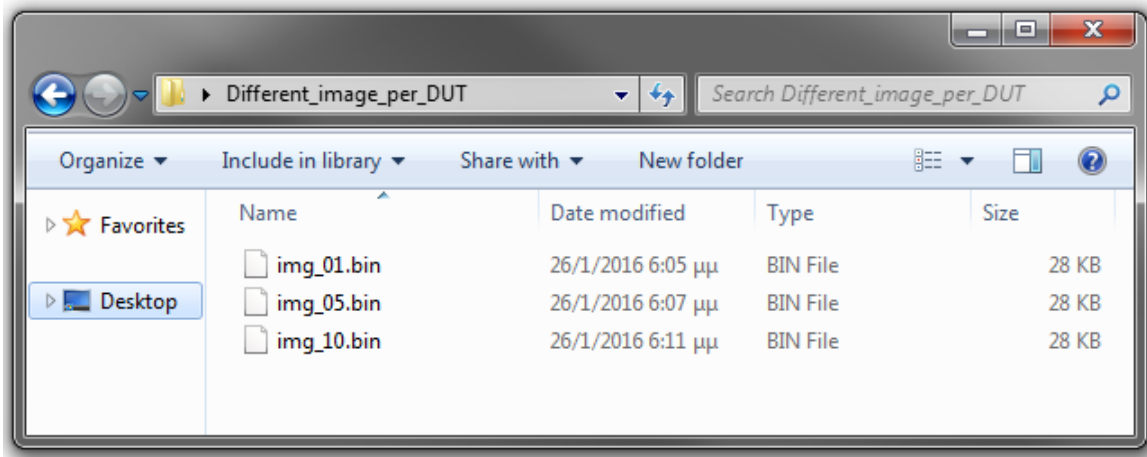 Different_image_per_DUT Search Different_image_per_DUT
Organize Include in library Share with New folder
Favorites
Desktop
Name Date modified Type Size
img_01.bin 26/1/2016 6:05 μμ BIN File 28 KB
img_05.bin 26/1/2016 6:07 μμ BIN File 28 KB
img_10.bin 26/1/2016 6:11 μμ BIN File 28 KB